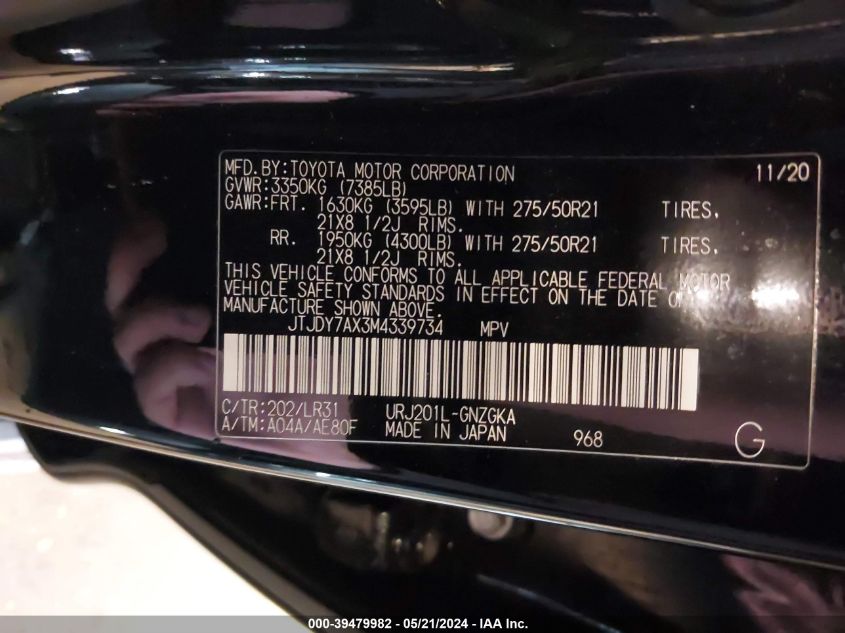 MFD.BY:TOYOTA MOTOR CORPORATION 11/20
GVWR:3350KG (7385LB)
GAWR:FRT. 1630KG (3595LB) WITH 275/50R21 TIRES,
21X8 1/2J RIMS.
RR. 1950KG (4300LB) WITH 275/50R21 TIRES,
21X8 1/2J RIMS.
THIS VEHICLE CONFORMS TO ALL APPLICABLE FEDERAL MOTOR
VEHICLE SAFETY STANDARDS IN EFFECT ON THE DATE OF
MANUFACTURE SHOWN ABOVE.
JTJDY7AX3M4339734 MPV
C/TR:202/LR31 URJ201L-GNZGKA
A/TM:A04A/AE80F MADE IN JAPAN 968 G
000-39479982 - 05/21/2024 - IAA Inc.